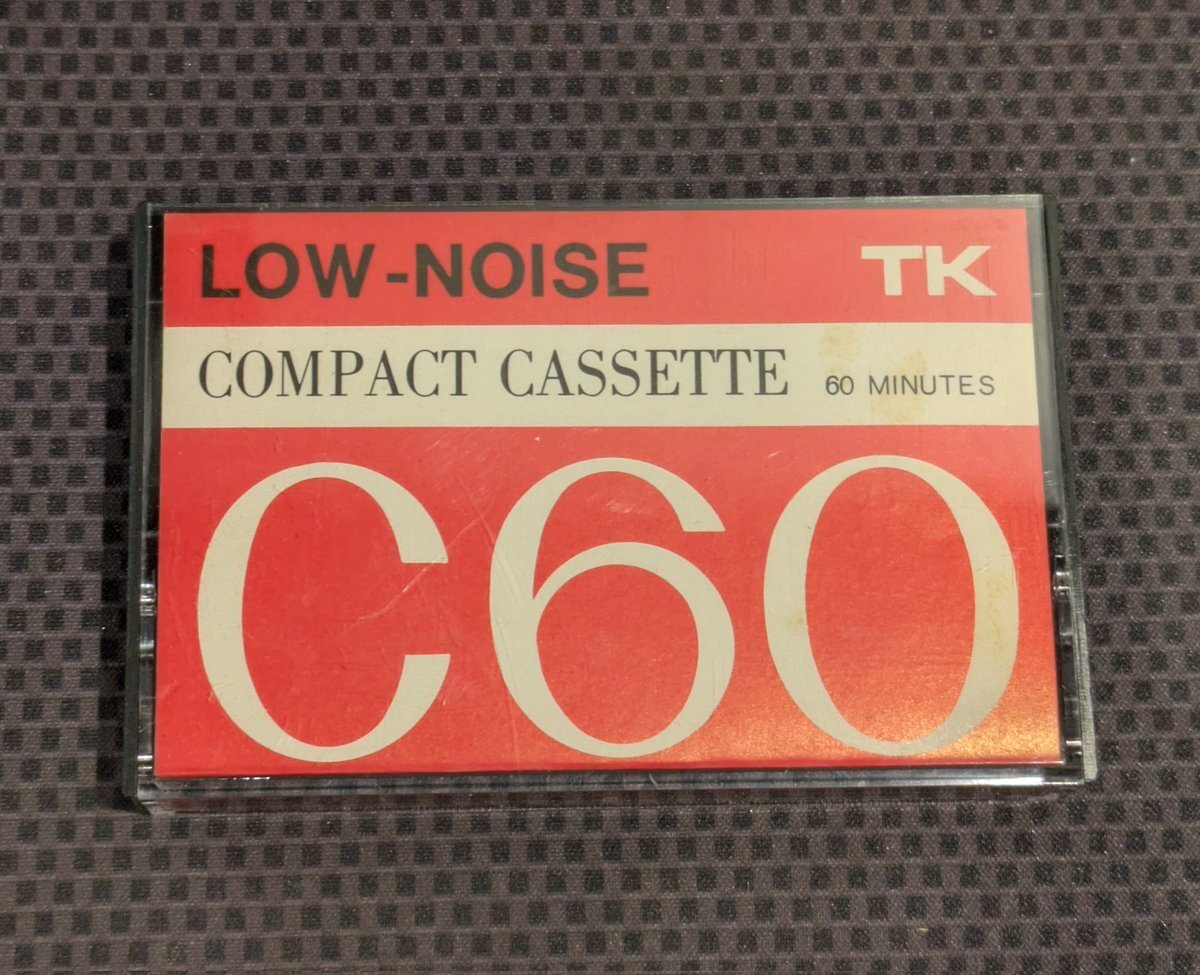 LOW-NOISE TK
COMPACT CASSETTE 60 MINUTES
C60